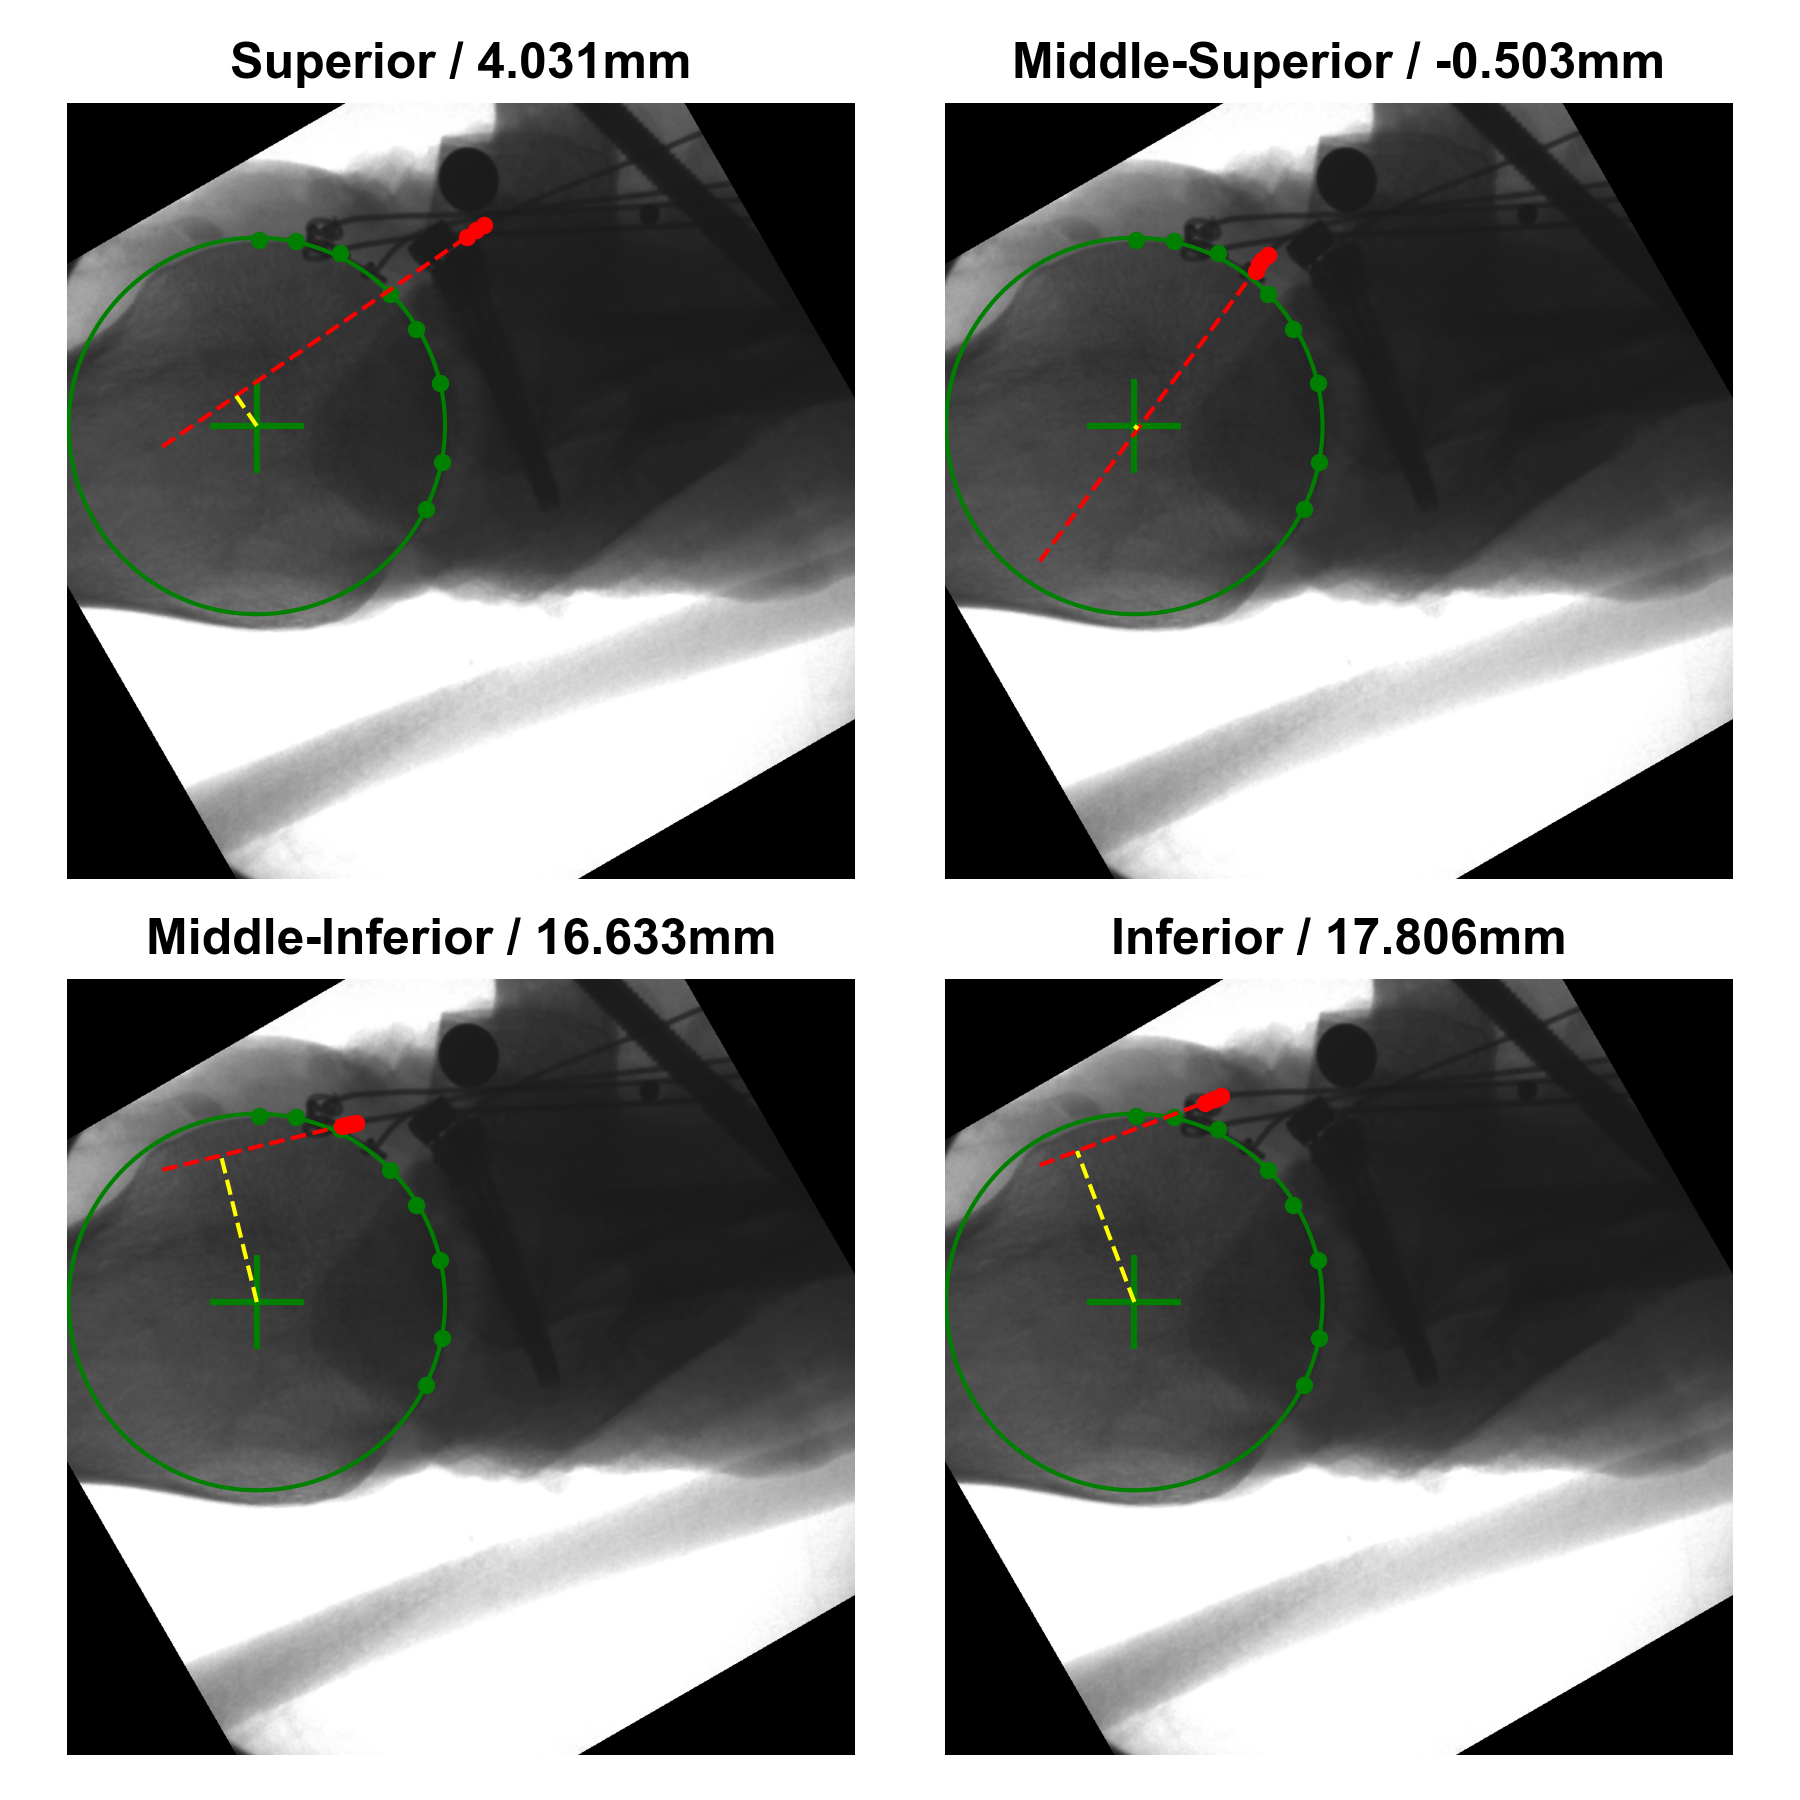 Superior / 4.031mm
Middle-Superior / -0.503mm
Middle-Inferior / 16.633mm
Inferior / 17.806mm